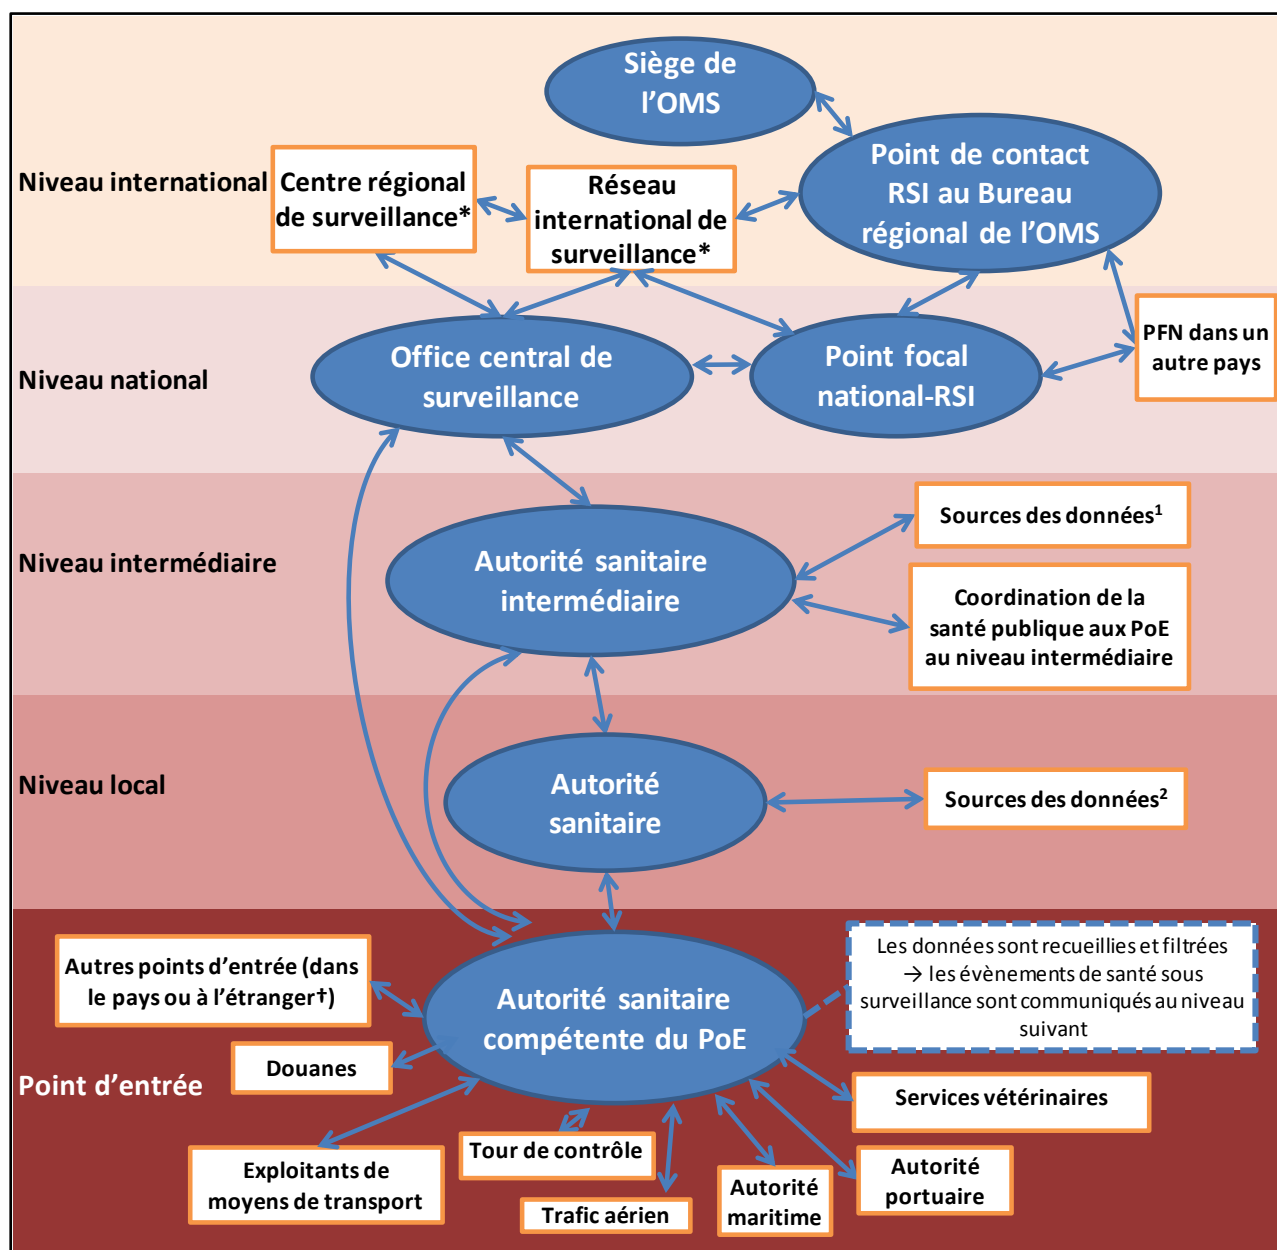 Siège de
l’OMS
Niveau international
Centre régional
de surveillance*
Réseau
international de
surveillance*
Point de contact
RSI au Bureau
régional de l’OMS
Niveau national
Office central de
surveillance
Point focal
national-RSI
PFN dans un
autre pays
Niveau intermédiaire
Autorité sanitaire
intermédiaire
Sources des données¹
Coordination de la
santé publique aux PoE
au niveau intermédiaire
Niveau local
Autorité
sanitaire
Sources des données²
Point d’entrée
Autres points d’entrée (dans
le pays ou à l’étranger†)
Autorité sanitaire
compétente du PoE
Les données sont recueillies et filtrées
→ les évènements de santé sous
surveillance sont communiqués au niveau
suivant
Douanes
Services vétérinaires
Exploitants de
moyens de transport
Tour de contrôle
Trafic aérien
Autorité
maritime
Autorité
portuaire